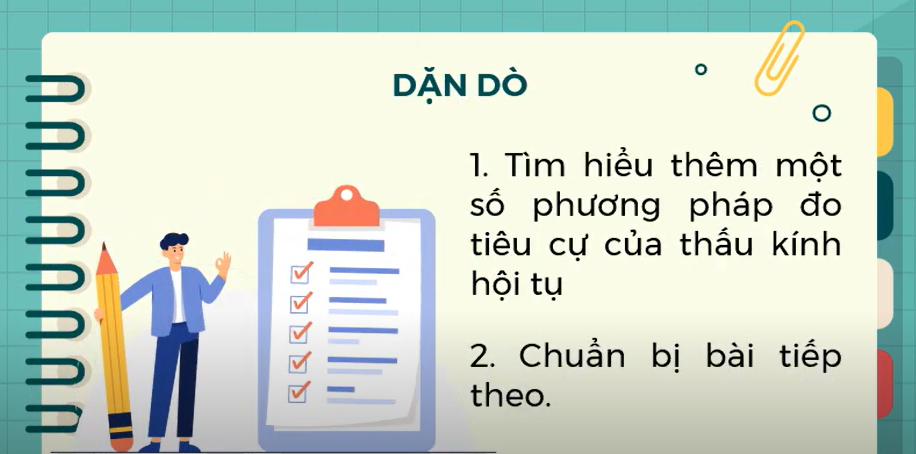 DẶN DÒ
1. Tìm hiểu thêm một
số phương pháp đo
tiêu cự của thấu kính
hội tụ
2. Chuẩn bị bài tiếp
theo.